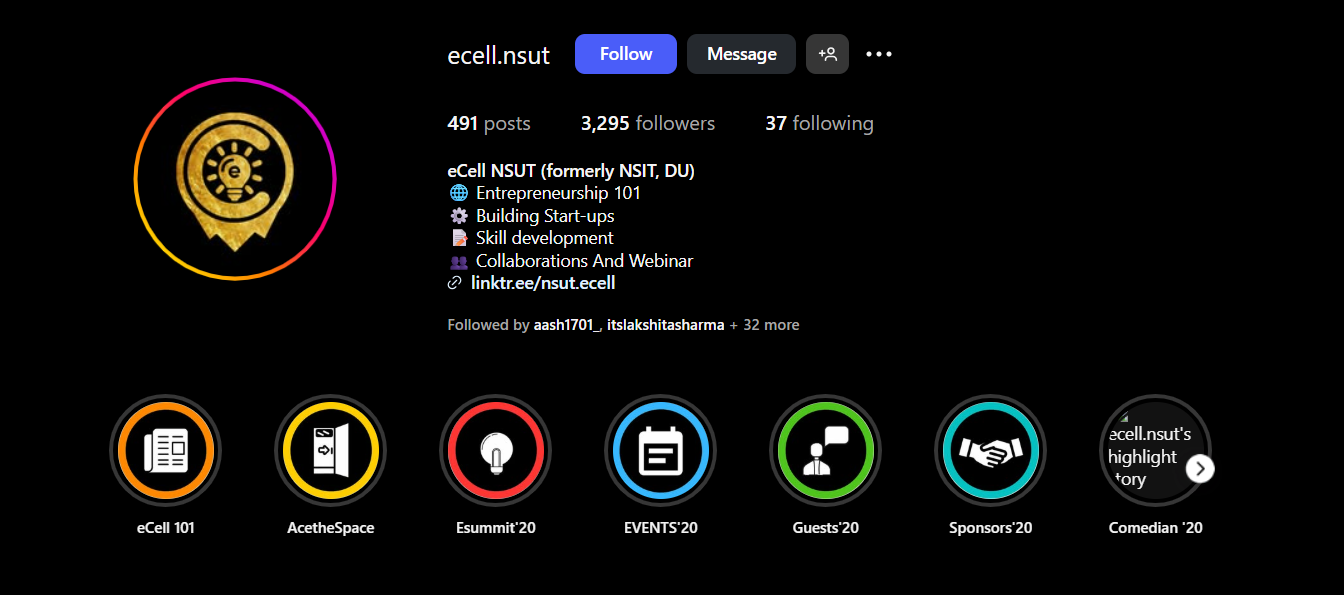 ecell.nsut Follow Message
491 posts 3,295 followers 37 following
eCell NSUT (formerly NSIT, DU)
Entrepreneurship 101
Building Start-ups
Skill development
Collaborations And Webinar
linktr.ee/nsut.ecell
Followed by aash1701_, itslakshitasharma + 32 more
e
ecell.nsut's
highlight
tory
eCell 101 AcetheSpace Esummit'20 EVENTS'20 Guests'20 Sponsors'20 Comedian '20